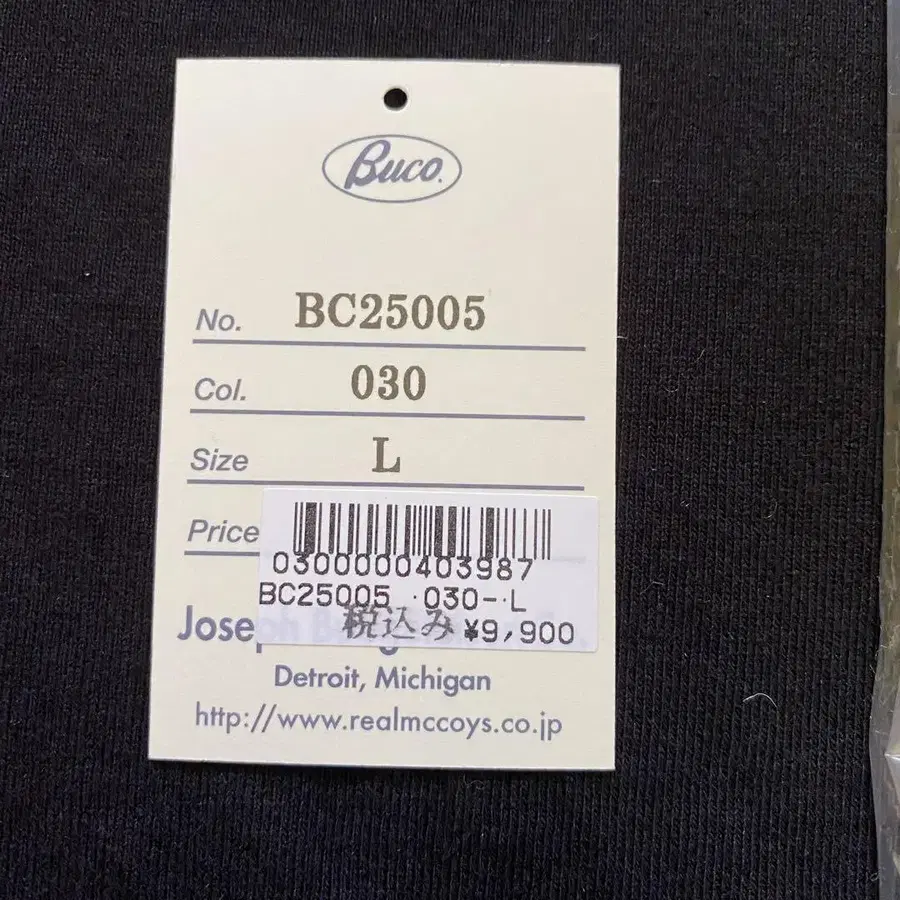 Buco.
No. BC25005
Col. 030
Size L
Price
0300000403987
BC25005 030--L
税込み ¥9,900
Detroit, Michigan
http://www.realmccoys.co.jp